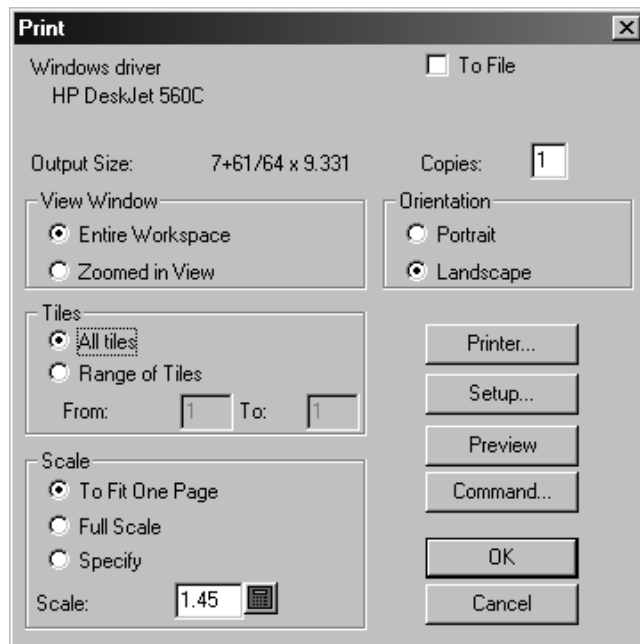 Print
Windows driver
To File
HP DeskJet 560C
Output Size: 7+61/64 x 9.331
Copies: 1
View Window
Entire Workspace
Zoomed in View
Orientation
Portrait
Landscape
Tiles
All tiles
Range of Tiles
From: 1 To: 1
Scale
To Fit One Page
Full Scale
Specify
Scale: 1.45
Printer...
Setup...
Preview
Command...
OK
Cancel